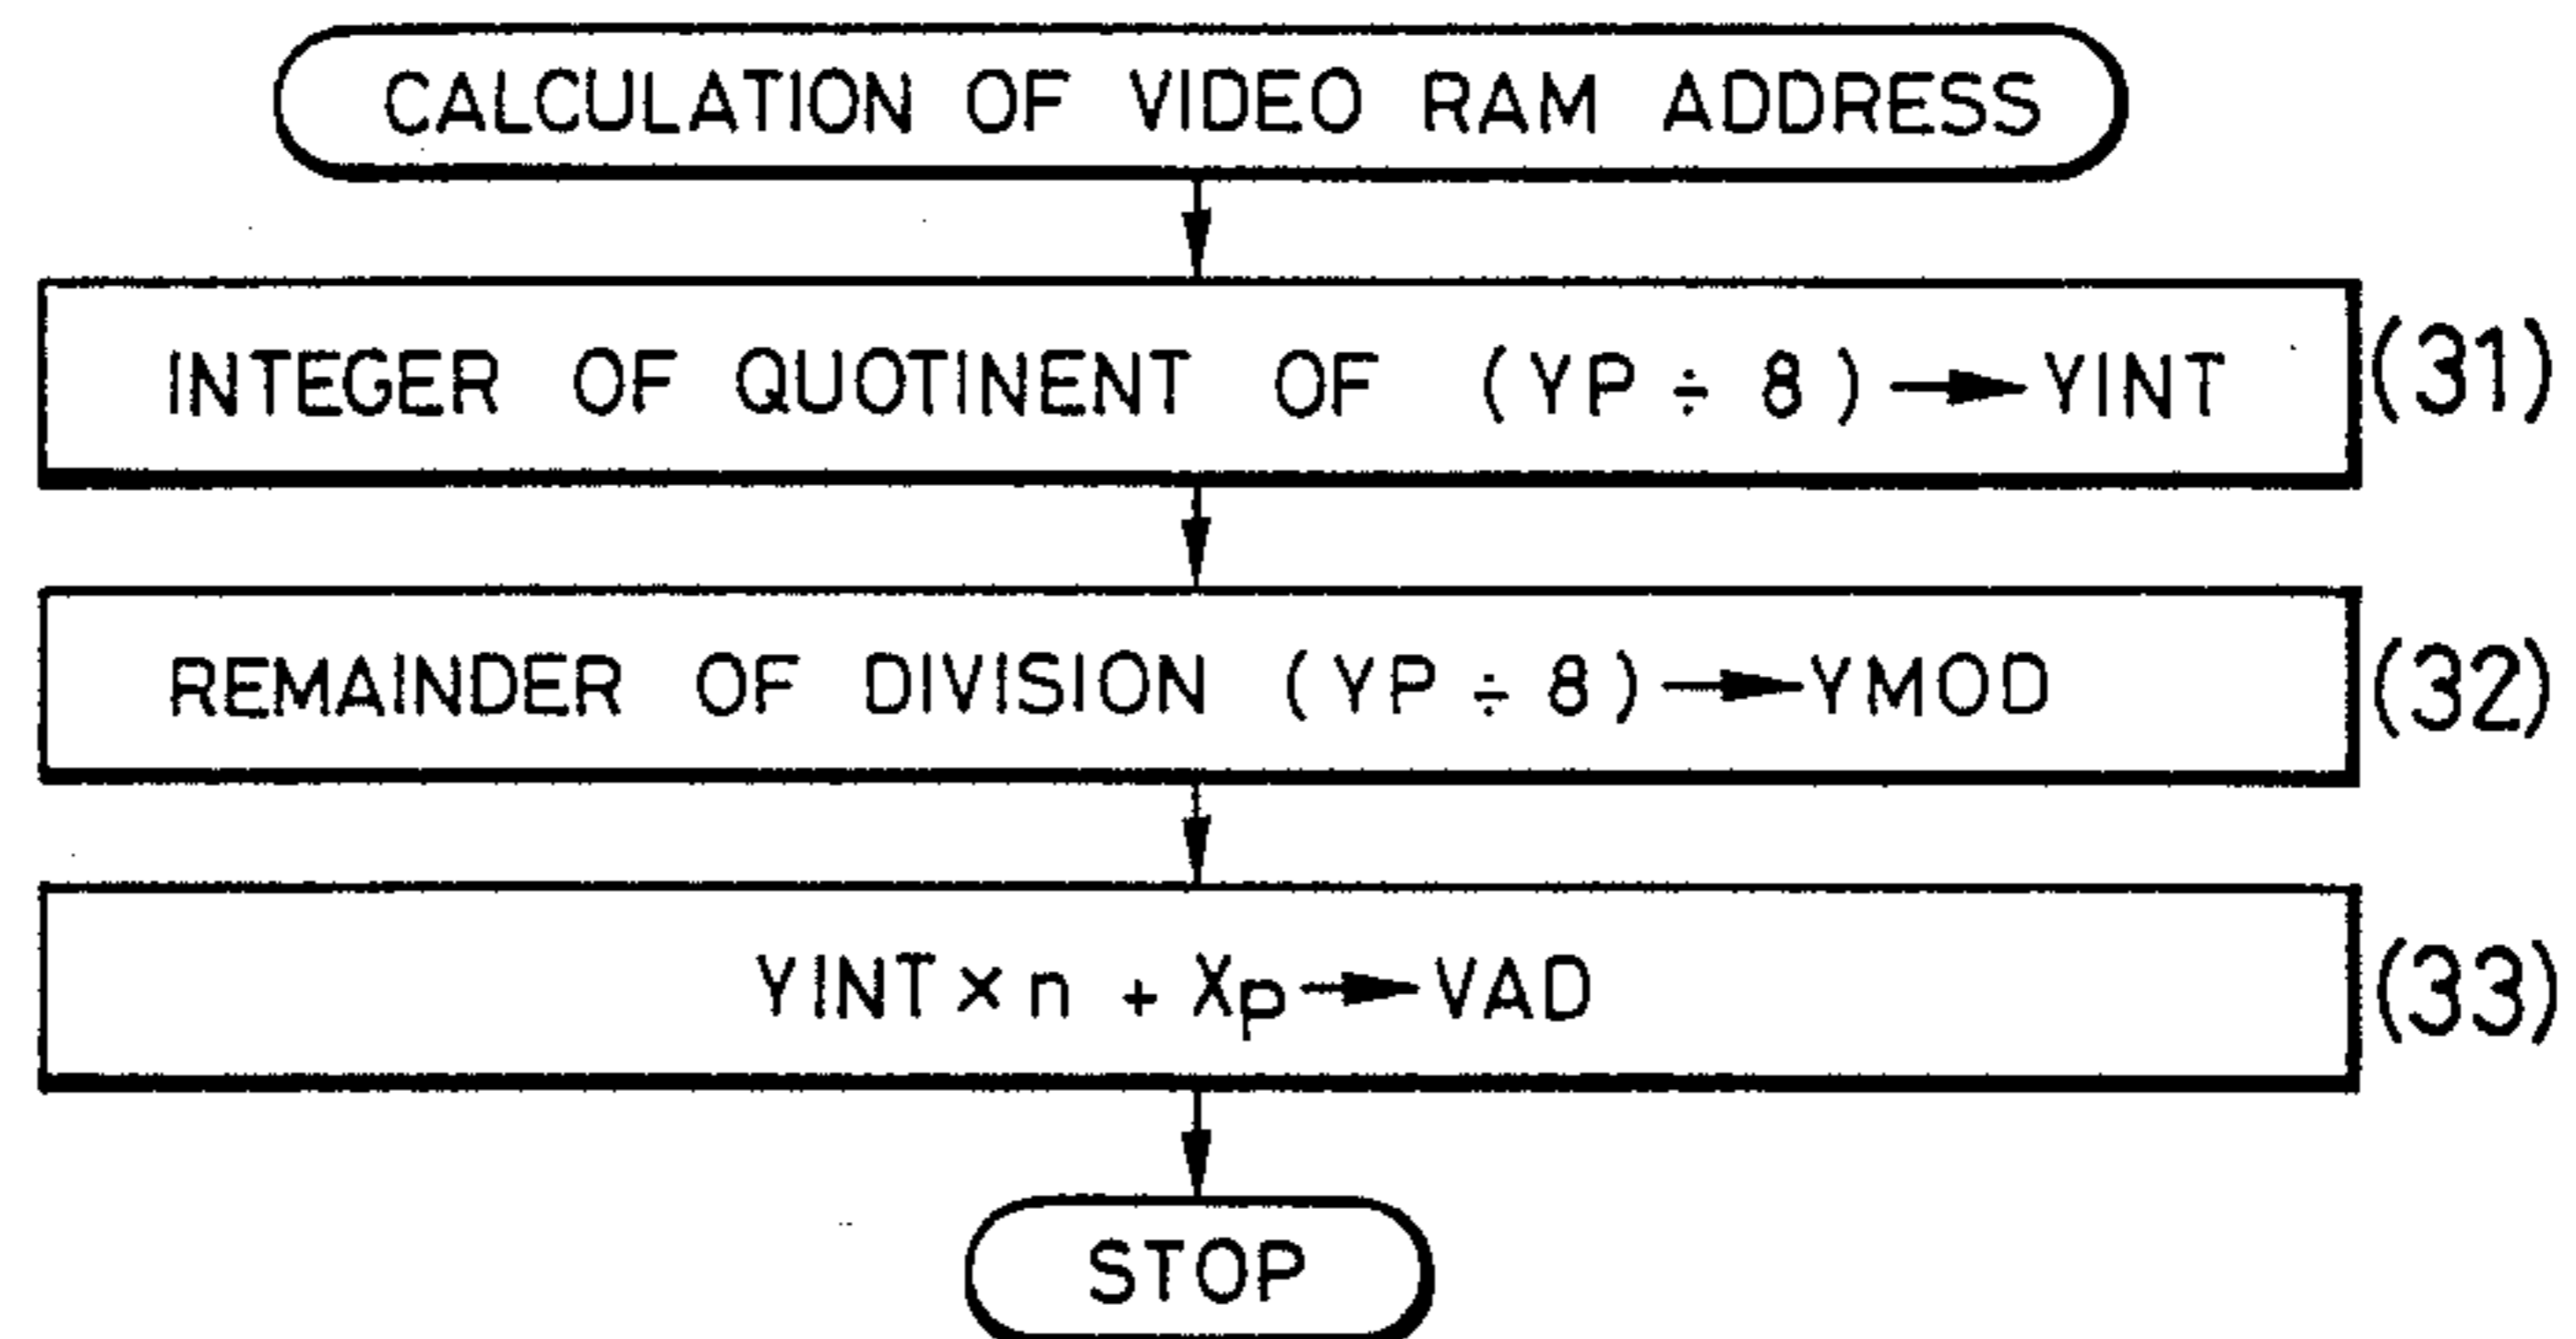 CALCULATION OF VIDEO RAM ADDRESS
INTEGER OF QUOTINENT OF (YP ÷ 8) → YINT (31)
REMAINDER OF DIVISION (YP ÷ 8) → YMOD (32)
YINT × n + Xp → VAD (33)
STOP